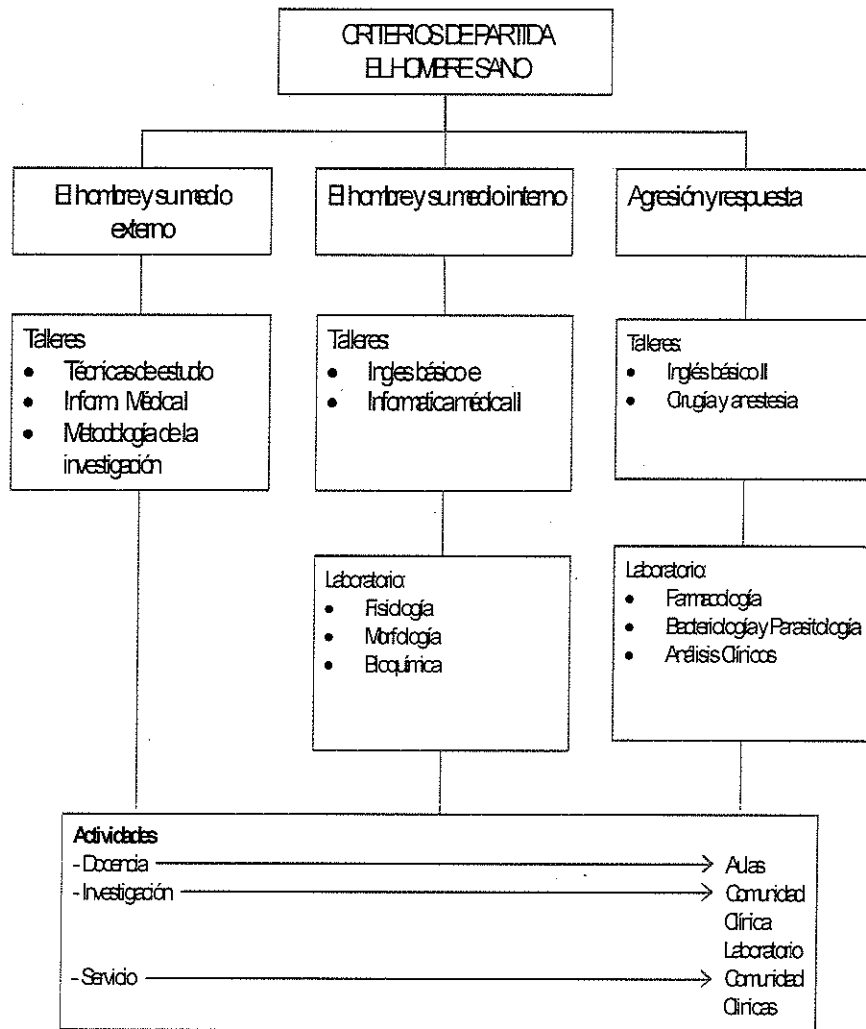 CRITERIOS DE PARTIDA
EL HOMBRE SANO
El hombre y su medio
externo
El hombre y su medio interno
Agresión y respuesta
Talleres
• Técnicas de estudio
• Inform. Médica I
• Metodología de la
investigación
Talleres:
• Ingles básico e
• Informatica médica II
Talleres:
• Inglés básico II
• Cirugía y anestesia
Laboratorio:
• Fisiología
• Morfología
• Bioquímica
Laboratorio:
• Farmacología
• Bacteriología y Parasitología
• Análisis Clínicos
Actividades
- Docencia → Aulas
- Investigación → Comunidad
Clínica
Laboratorio
- Servicio → Comunidad
Clínicas